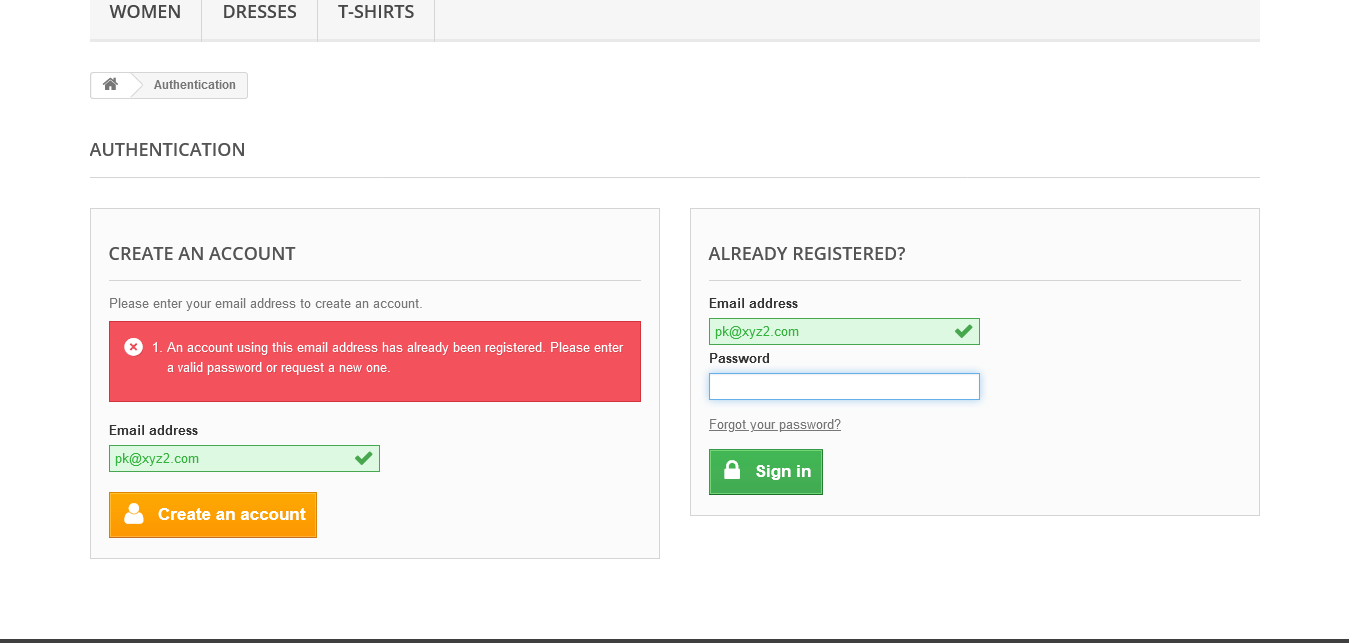 WOMEN DRESSES T-SHIRTS
Authentication
AUTHENTICATION
CREATE AN ACCOUNT
Please enter your email address to create an account.
1. An account using this email address has already been registered. Please enter
a valid password or request a new one.
Email address
pk@xyz2.com
Create an account
ALREADY REGISTERED?
Email address
pk@xyz2.com
Password
Forgot your password?
Sign in